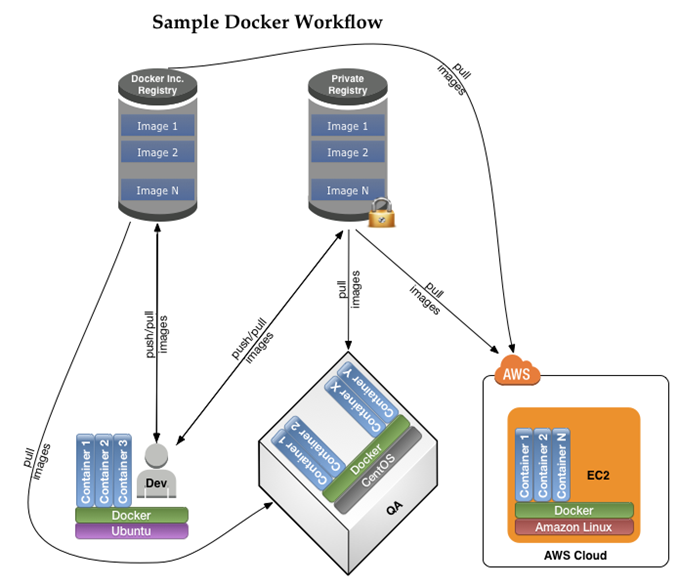 Sample Docker Workflow
pull
images
Docker Inc.
Registry
Image 1
Image 2
Image N
Private
Registry
Image 1
Image 2
Image N
push/pull
images
push/pull
images
pull
images
pull
images
pull
images
Container 1
Container 2
Container 3
Dev
Docker
Ubuntu
Container 1
Container 2
Container X
Container Y
Docker
CentOS
QA
AWS
Container 1
Container 2
Container N
EC2
Docker
Amazon Linux
AWS Cloud